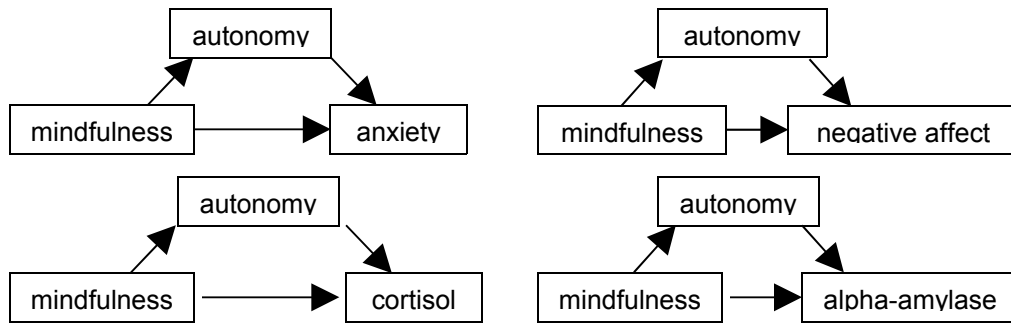 autonomy
autonomy
mindfulness
anxiety
mindfulness
negative affect
autonomy
autonomy
mindfulness
cortisol
mindfulness
alpha-amylase